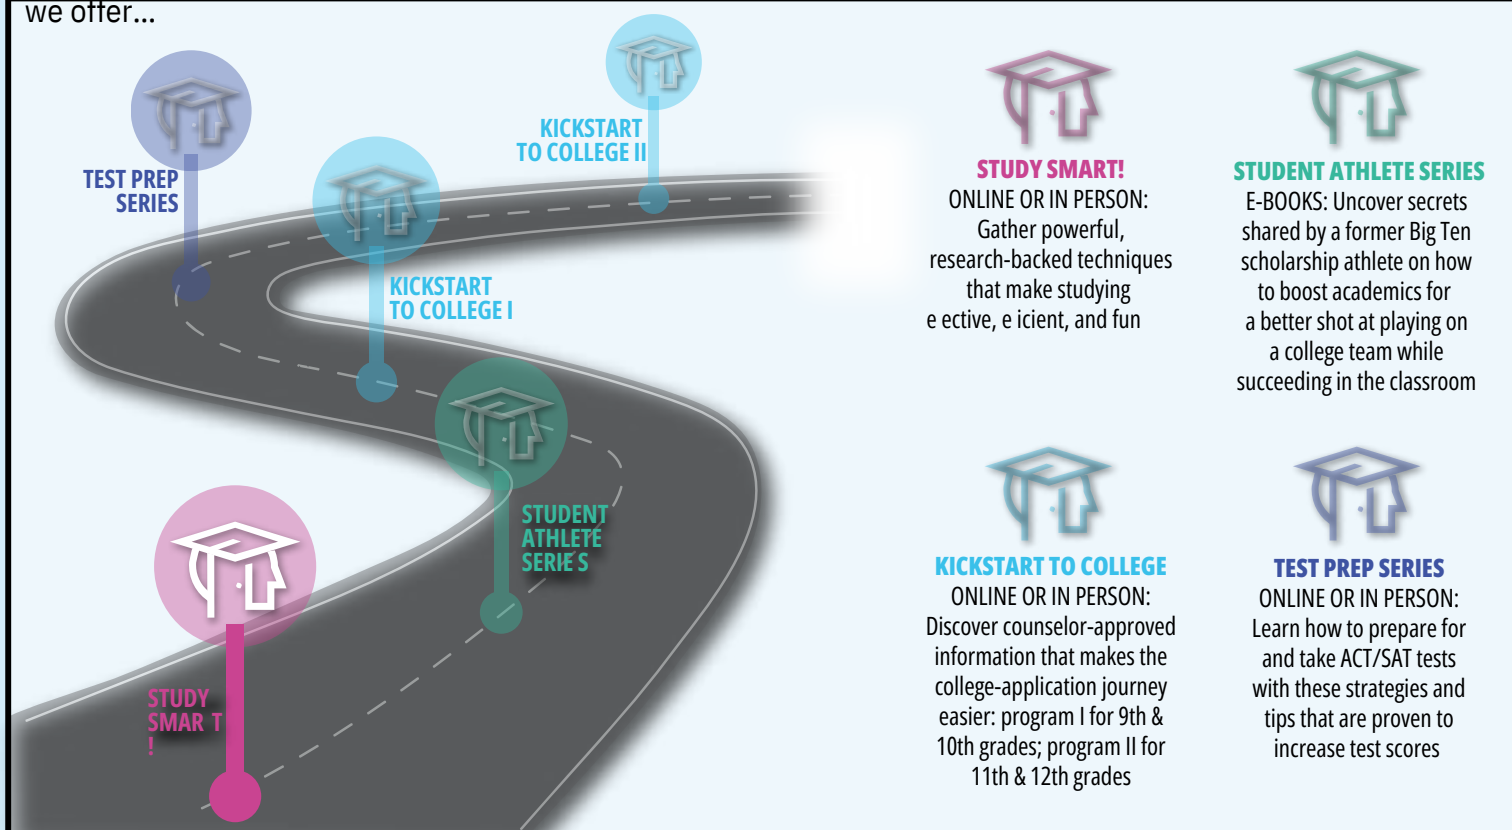 we offer...
TEST PREP
SERIES
KICKSTART
TO COLLEGE II
KICKSTART
TO COLLEGE I
STUDENT
ATHLETE
SERIE S
STUDY
SMAR T
!
STUDY SMART!
ONLINE OR IN PERSON:
Gather powerful,
research-backed techniques
that make studying
e ective, e icient, and fun
STUDENT ATHLETE SERIES
E-BOOKS: Uncover secrets
shared by a former Big Ten
scholarship athlete on how
to boost academics for
a better shot at playing on
a college team while
succeeding in the classroom
KICKSTART TO COLLEGE
ONLINE OR IN PERSON:
Discover counselor-approved
information that makes the
college-application journey
easier: program I for 9th &
10th grades; program II for
11th & 12th grades
TEST PREP SERIES
ONLINE OR IN PERSON:
Learn how to prepare for
and take ACT/SAT tests
with these strategies and
tips that are proven to
increase test scores